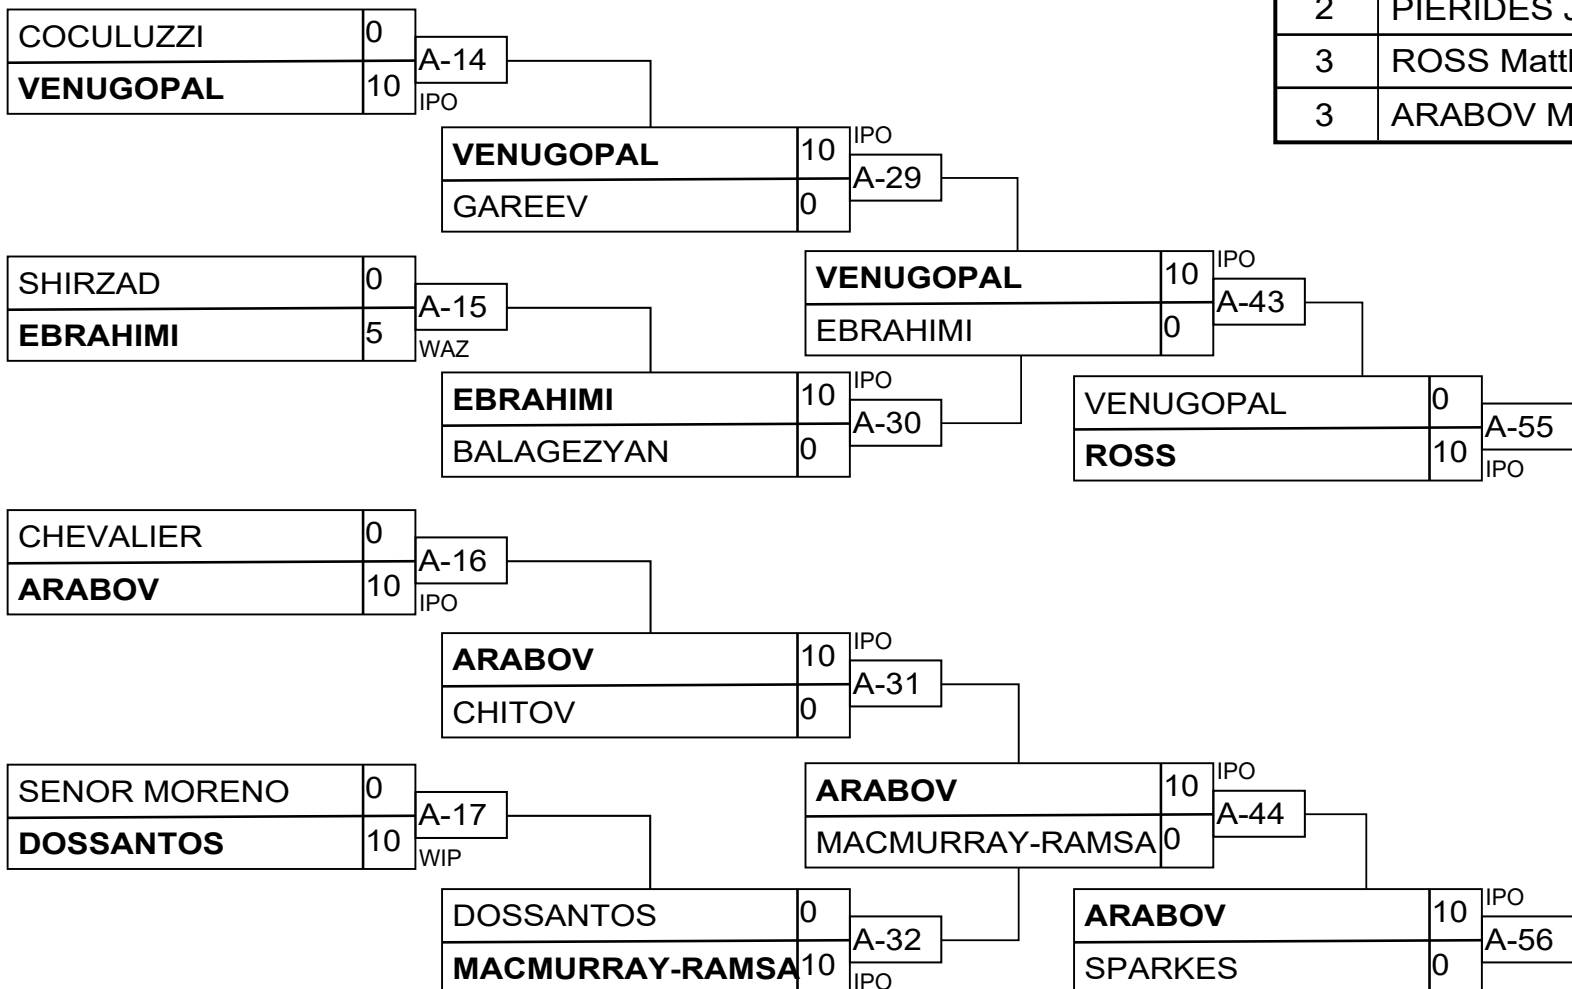 2 PIERIDES
3 ROSS
3 ARABOV
COCULUZZI 0
A-14
VENUGOPAL 10
IPO
VENUGOPAL 10 IPO
A-29
GAREEV 0
SHIRZAD 0
A-15
EBRAHIMI 5
WAZ
VENUGOPAL 10 IPO
A-43
EBRAHIMI 0
EBRAHIMI 10 IPO
A-30
BALAGEZYAN 0
VENUGOPAL 0
A-55
ROSS 10
IPO
CHEVALIER 0
A-16
ARABOV 10
IPO
ARABOV 10 IPO
A-31
CHITOV 0
SENOR MORENO 0
A-17
DOSSANTOS 10
WIP
ARABOV 10 IPO
A-44
MACMURRAY-RAMSA 0
DOSSANTOS 0
A-32
MACMURRAY-RAMSA 10
IPO
ARABOV 10 IPO
A-56
SPARKES 0